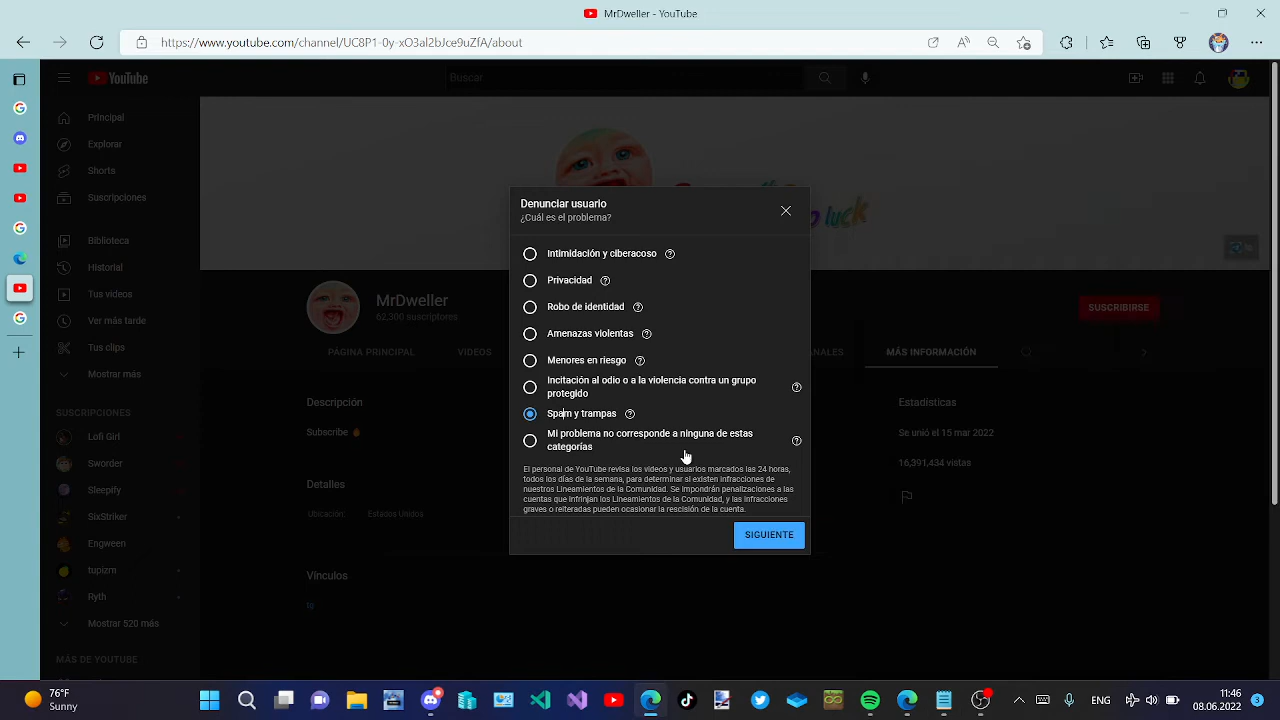 MrDweller - YouTube
https://www.youtube.com/channel/UCzmn9-t1-1-yxO3aL92e9ZfA/about
YouTube
Buscar
Principal
Explorar
Shorts
Suscripciones
Biblioteca
Historial
Tus videos
Ver más tarde
Tus clips
Mostrar más
SUSCRIPCIONES
Lofi Girl
Sworder
Sleepify
SixStriker
Engween
tupizm
Ryth
Mostrar 520 más
MÁS DE YOUTUBE
luck
MrDweller
62,300 suscriptores
SUSCRIBIRSE
PÁGINA PRINCIPAL
VIDEOS
NALES
MÁS INFORMACIÓN
Descripción
Subscribe
Detalles
Ubicación:
Estados Unidos
Vínculos
Estadísticas
Se unió el 15 mar 2022
16,391,434 vistas
Denunciar usuario
¿Cuál es el problema?
Intimidación y ciberacoso
Privacidad
Robo de identidad
Amenazas violentas
Menores en riesgo
Incitación al odio o a la violencia contra un grupo
protegido
Spam y trampas
Mi problema no corresponde a ninguna de estas
categorías
El personal de YouTube revisa los videos y usuarios marcados las 24 horas,
todos los días de la semana, para determinar si existen infracciones de
nuestros Lineamientos de la Comunidad. Se impondrán penalizaciones a las
cuentas que infrinjan los Lineamientos de la Comunidad, y las infracciones
graves o reiteradas pueden ocasionar la rescisión de la cuenta.
SIGUIENTE
76°F
Sunny
ENG
11:46
08.06.2022
3